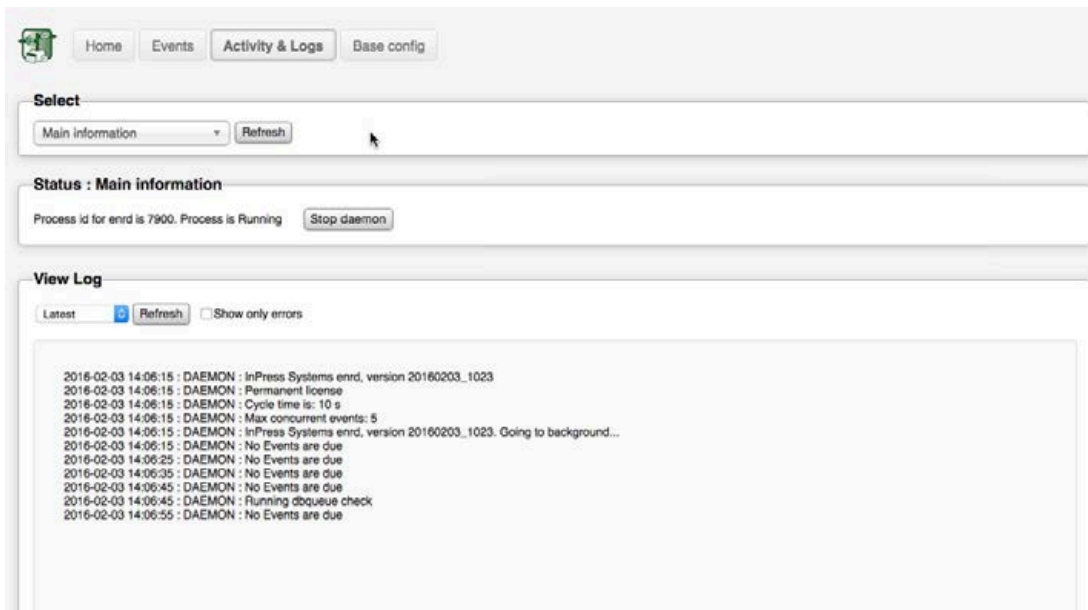 Home Events Activity & Logs Base config
Select
Main information Refresh
Status : Main information
Process id for enrd is 7900. Process is Running Stop daemon
View Log
Latest Refresh Show only errors
2016-02-03 14:06:15 : DAEMON : InPress Systems enrd, version 20160203_1023
2016-02-03 14:06:15 : DAEMON : Permanent license
2016-02-03 14:06:15 : DAEMON : Cycle time is: 10 s
2016-02-03 14:06:15 : DAEMON : Max concurrent events: 5
2016-02-03 14:06:15 : DAEMON : InPress Systems enrd, version 20160203_1023. Going to background...
2016-02-03 14:06:15 : DAEMON : No Events are due
2016-02-03 14:06:25 : DAEMON : No Events are due
2016-02-03 14:06:35 : DAEMON : No Events are due
2016-02-03 14:06:45 : DAEMON : No Events are due
2016-02-03 14:06:45 : DAEMON : Running dbqueue check
2016-02-03 14:06:55 : DAEMON : No Events are due